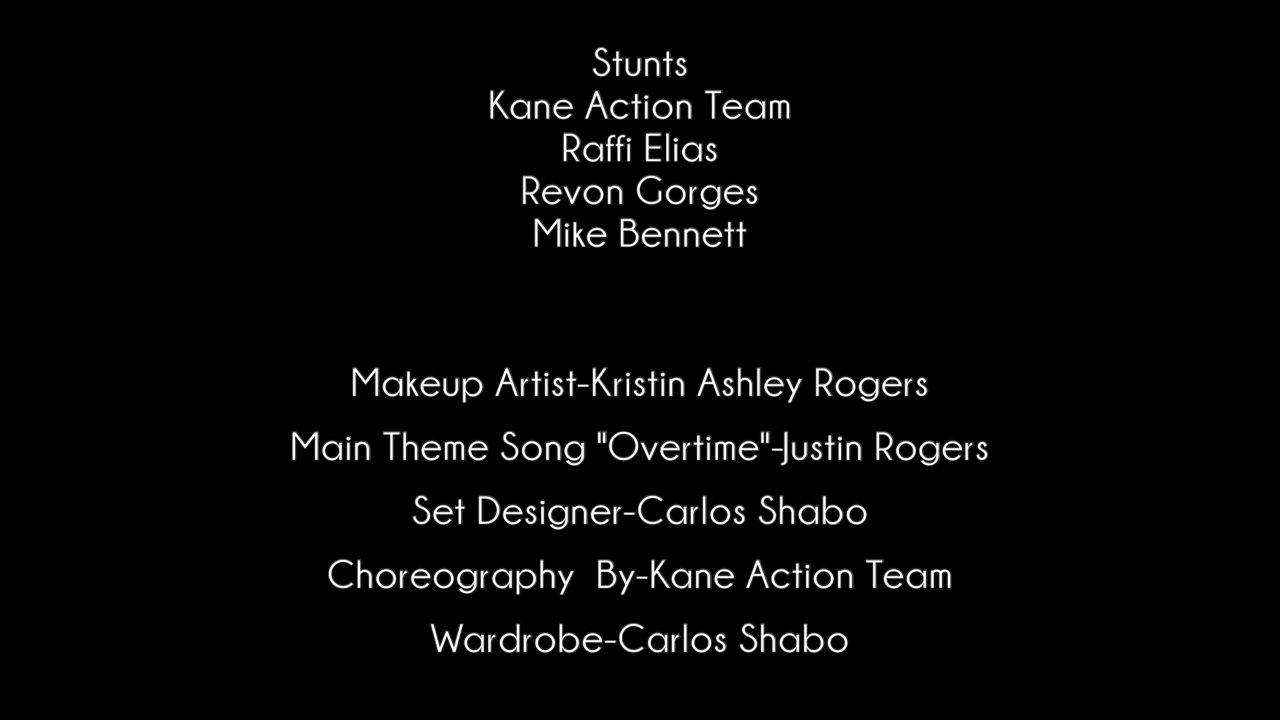 Stunts
Kane Action Team
Raffi Elias
Revon Gorges
Mike Bennett
Makeup Artist-Kristin Ashley Rogers
Main Theme Song "Overtime"-Justin Rogers
Set Designer-Carlos Shabo
Choreography  By-Kane Action Team
Wardrobe-Carlos Shabo